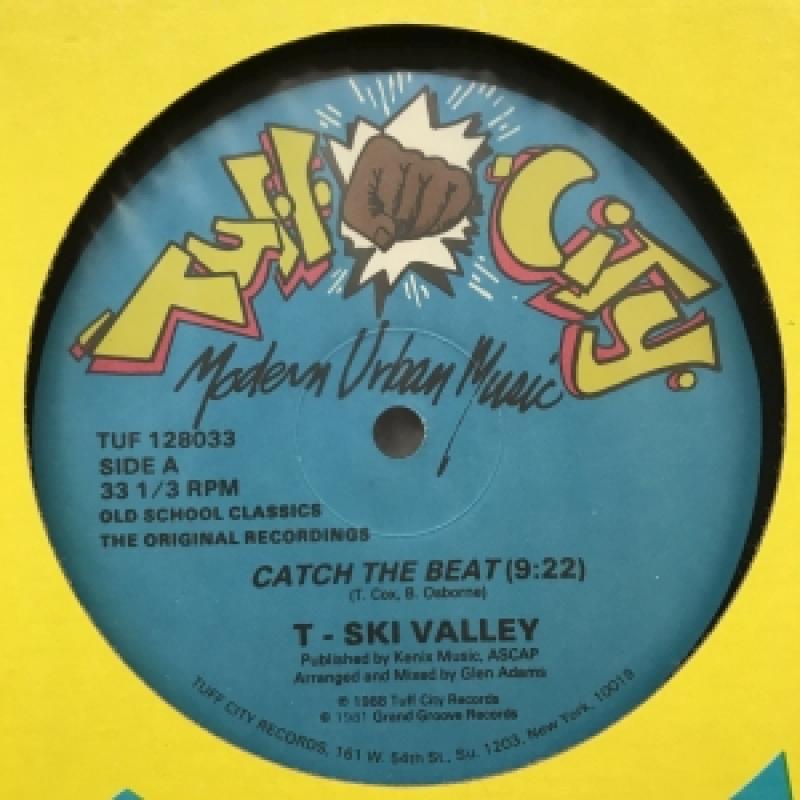 Tuff City
Modern Urban Music
TUF 128033
SIDE A
33 1/3 RPM
OLD SCHOOL CLASSICS
THE ORIGINAL RECORDINGS
CATCH THE BEAT (9:22)
(T. Cox, B. Osborne)
T - SKI VALLEY
Published by Kenix Music, ASCAP
Arranged and Mixed by Glen Adams
℗ 1988 Tuff City Records
© 1981 Grand Groove Records
TUFF CITY RECORDS, 161 W. 54th St., Su. 1203, New York, 10019